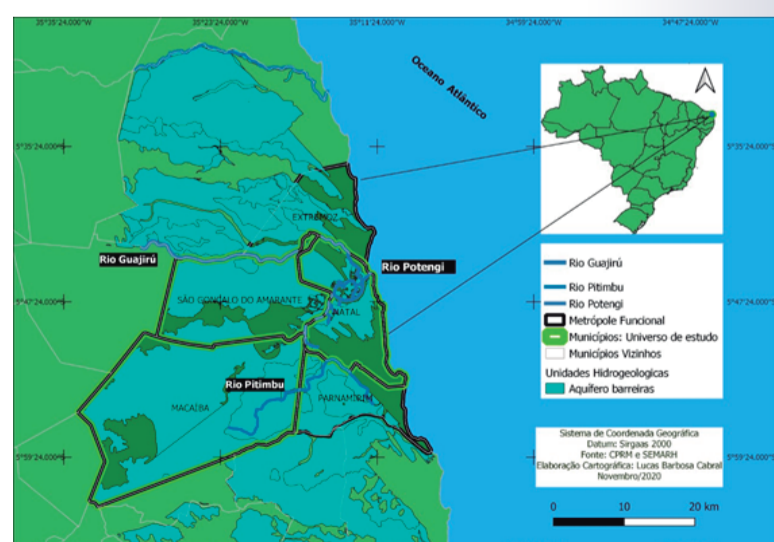 35°35'24.000"W 35°23'24.000"W 35°11'24.000"W 34°59'24.000"W 34°47'24.000"W
Oceano Atlântico
5°35'24.000" 5°35'24.000"
EXTREMOZ
Rio Guajirú
Rio Potengi
5°47'24.000" 5°47'24.000"
SÃO GONÇALO DO AMARANTE
NATAL
Rio Pitimbu
MACAÍBA
PARNAMIRIM
5°59'24.000" 5°59'24.000"
Rio Guajirú
Rio Pitimbu
Rio Potengi
Metrópole Funcional
Municípios: Universo de estudo
Municípios Vizinhos
Unidades Hidrogeologicas
Aquífero barreiras
Sistema de Coordenada Geográfica
Datum: Sirgaas 2000
Fonte: CPRM e SEMARH
Elaboração Cartográfica: Lucas Barbosa Cabral
Novembro/2020
0 10 20 km